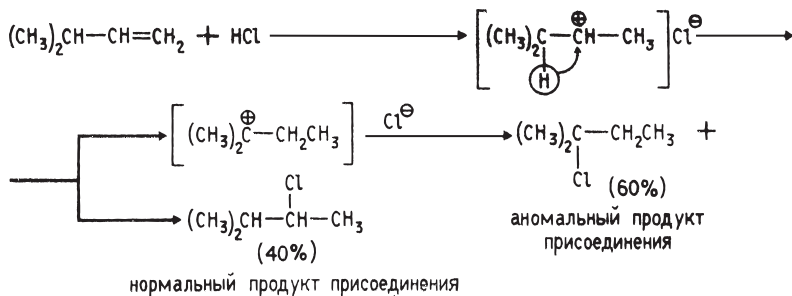 (CH₃)₂CH—CH=CH₂ + HCl → [(CH₃)₂C—CH—CH₃] Cl⊖ →
⊕
H
[(CH₃)₂C—CH₂CH₃] Cl⊖ → (CH₃)₂C—CH₂CH₃ +
⊕
Cl (60%)
аномальный продукт
присоединения
Cl
(CH₃)₂CH—CH—CH₃
(40%)
нормальный продукт присоединения